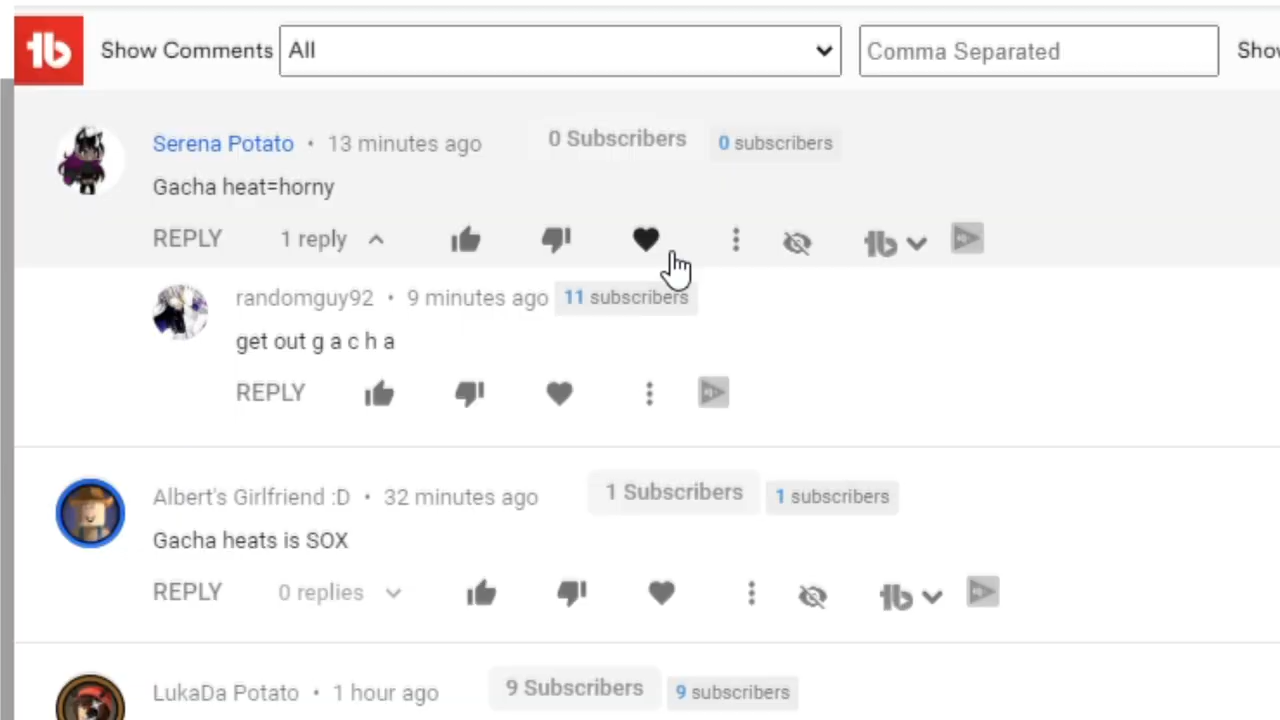 tb Show Comments All Comma Separated Show
Serena Potato • 13 minutes ago 0 Subscribers 0 subscribers
Gacha heat=horny
REPLY 1 reply
randomguy92 • 9 minutes ago 11 subscribers
get out g a c h a
REPLY
Albert's Girlfriend :D • 32 minutes ago 1 Subscribers 1 subscribers
Gacha heats is SOX
REPLY 0 replies
LukaDa Potato • 1 hour ago 9 Subscribers 9 subscribers